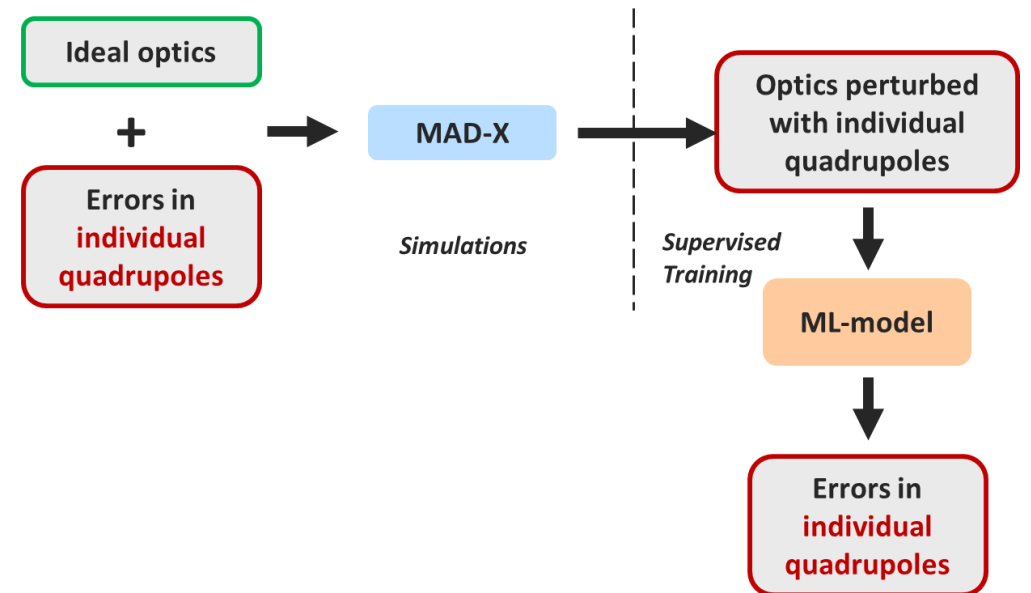 Ideal optics
+
Errors in
individual
quadrupoles
MAD-X
Simulations
Supervised
Training
Optics perturbed
with individual
quadrupoles
ML-model
Errors in
individual
quadrupoles